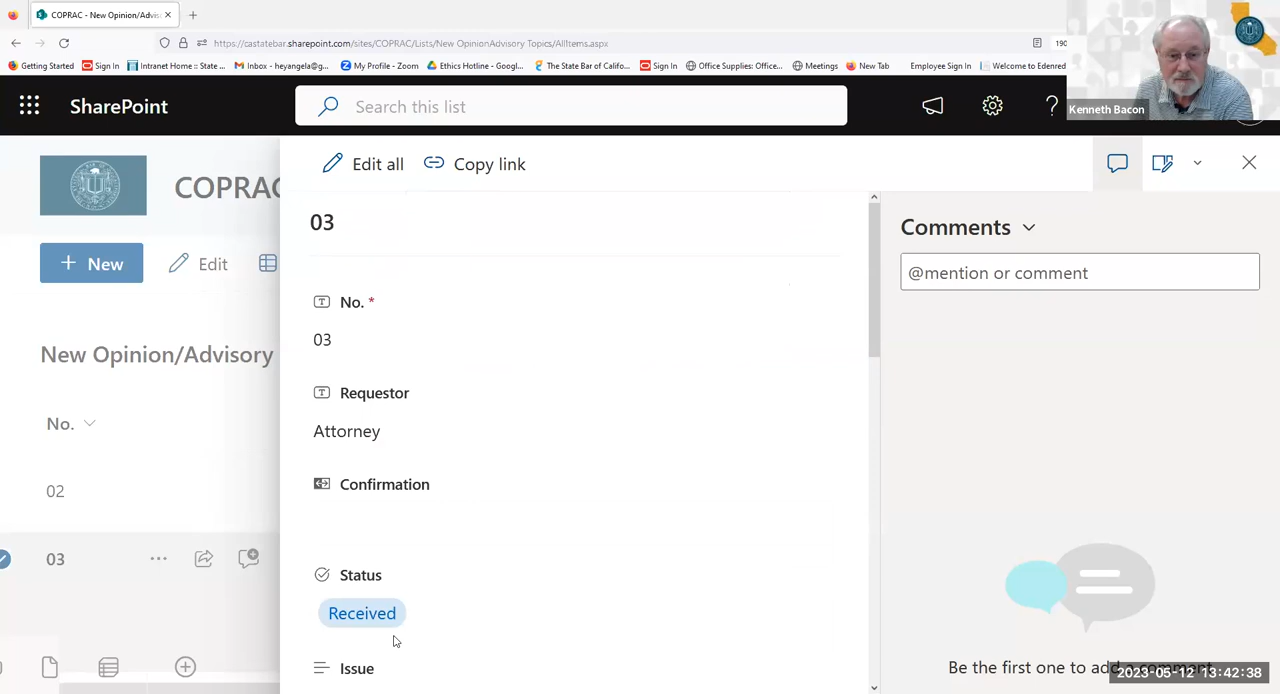 COPRAC - New Opinion/Advis
https://castatebar.sharepoint.com/sites/COPRAC/Lists/New OpinionAdvisory Topics/AllItems.aspx
190
Getting Started
Sign In
Intranet Home :: State ...
Inbox - heyangela@g...
My Profile - Zoom
Ethics Hotline - Googl...
The State Bar of Califo...
Sign In
Office Supplies: Office...
Meetings
New Tab
Employee Sign In
Welcome to Edenred
Kenneth Bacon
SharePoint
Search this list
?
Edit all
Copy link
COPRAC
03
Comments
+ New
Edit
@mention or comment
No. *
03
New Opinion/Advisory
Requestor
Attorney
No.
Confirmation
02
03
Status
Received
Issue
Be the first one to add a comment
2023-05-12 13:42:38